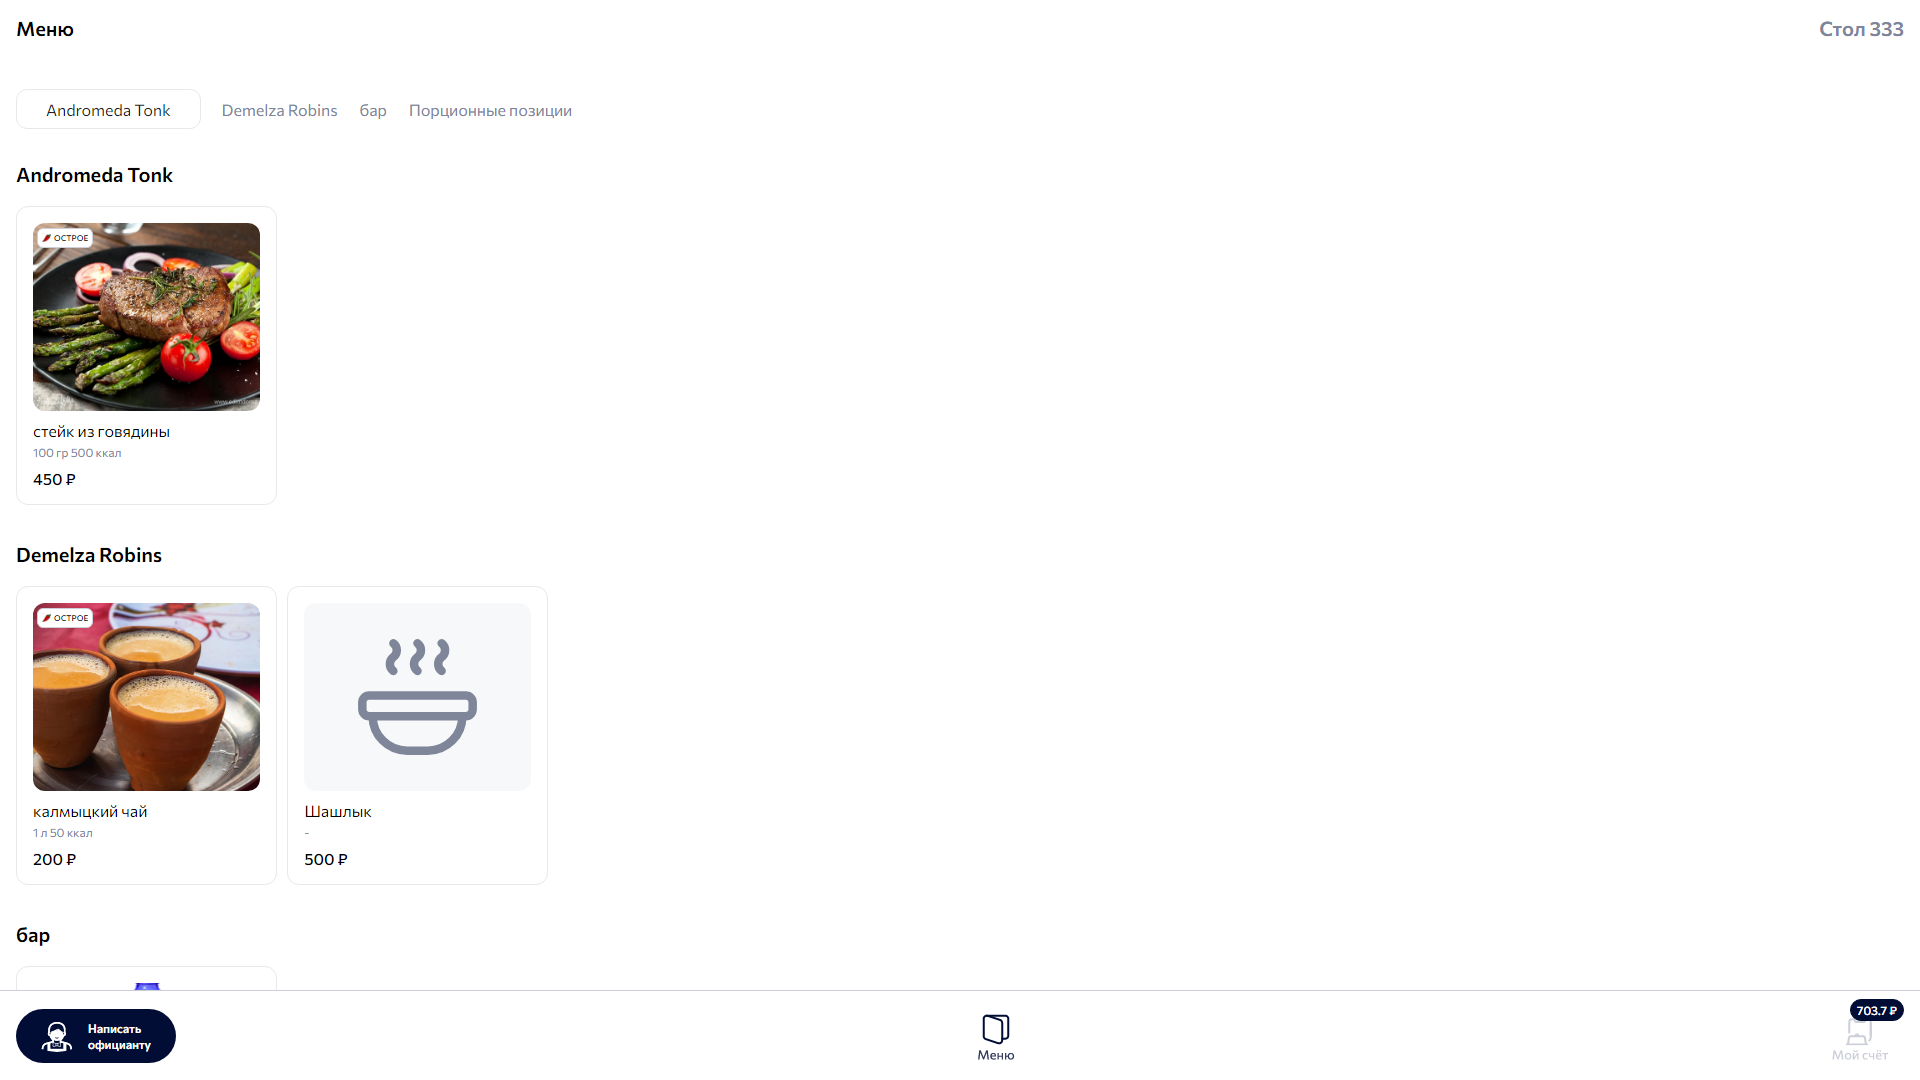 Меню
Стол 333
Andromeda Tonk
Demelza Robins
бар
Порционные позиции
Andromeda Tonk
ОСТРОЕ
стейк из говядины
100 гр 500 ккал
450 ₽
Demelza Robins
ОСТРОЕ
калмыцкий чай
1 л 50 ккал
200 ₽
Шашлык
-
500 ₽
бар
Написать
официанту
Меню
703.7 ₽
Мой счёт